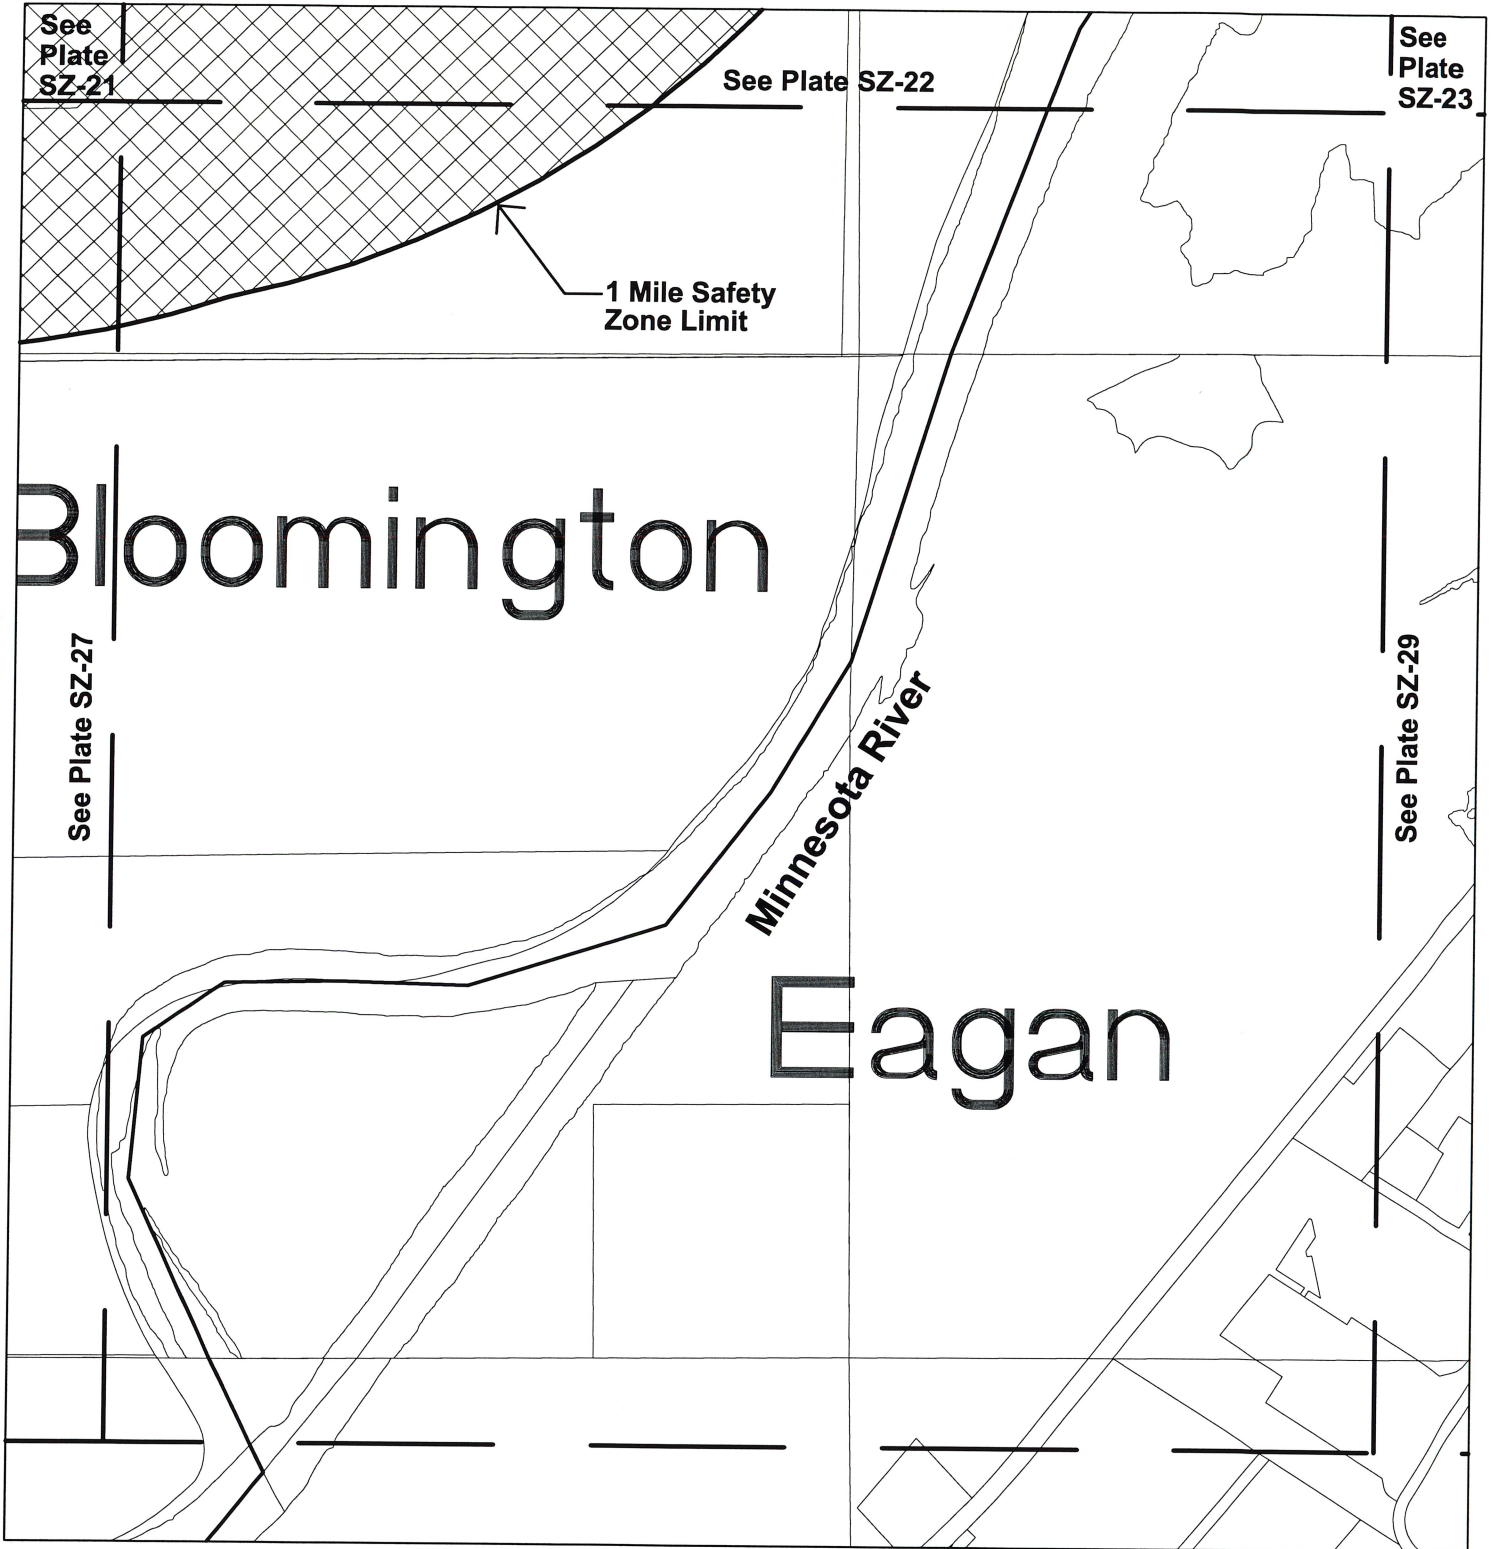 See
Plate
SZ-21
See Plate SZ-22
See
Plate
SZ-23
1 Mile Safety
Zone Limit
Bloomington
See Plate SZ-27
Minnesota River
See Plate SZ-29
Eagan